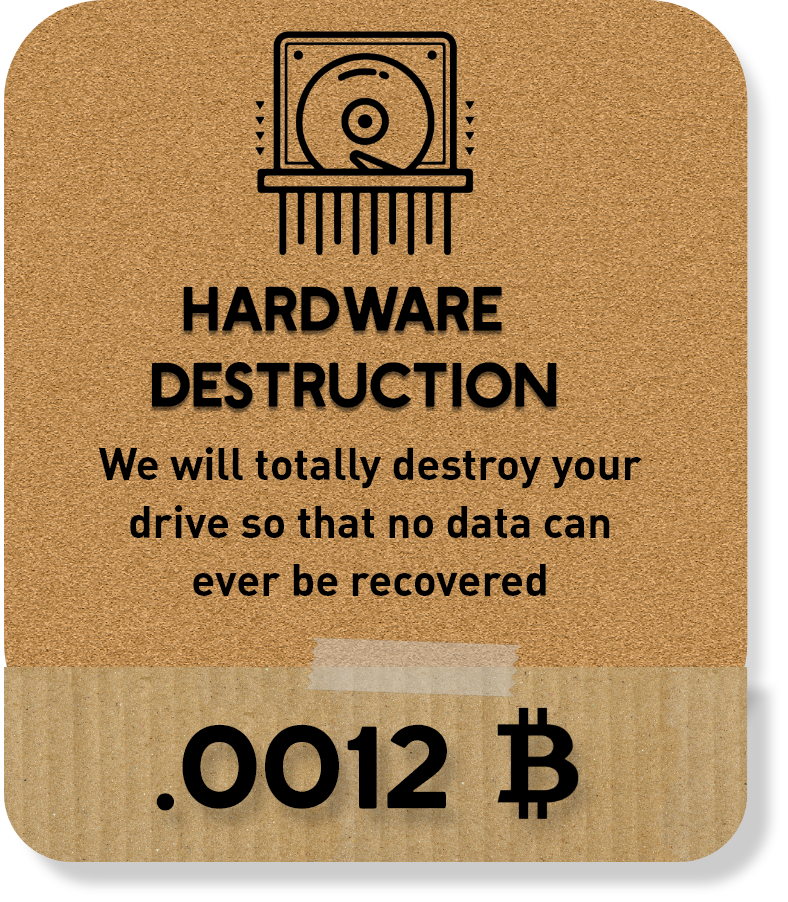 HARDWARE
DESTRUCTION
We will totally destroy your
drive so that no data can
ever be recovered
.0012 ₿